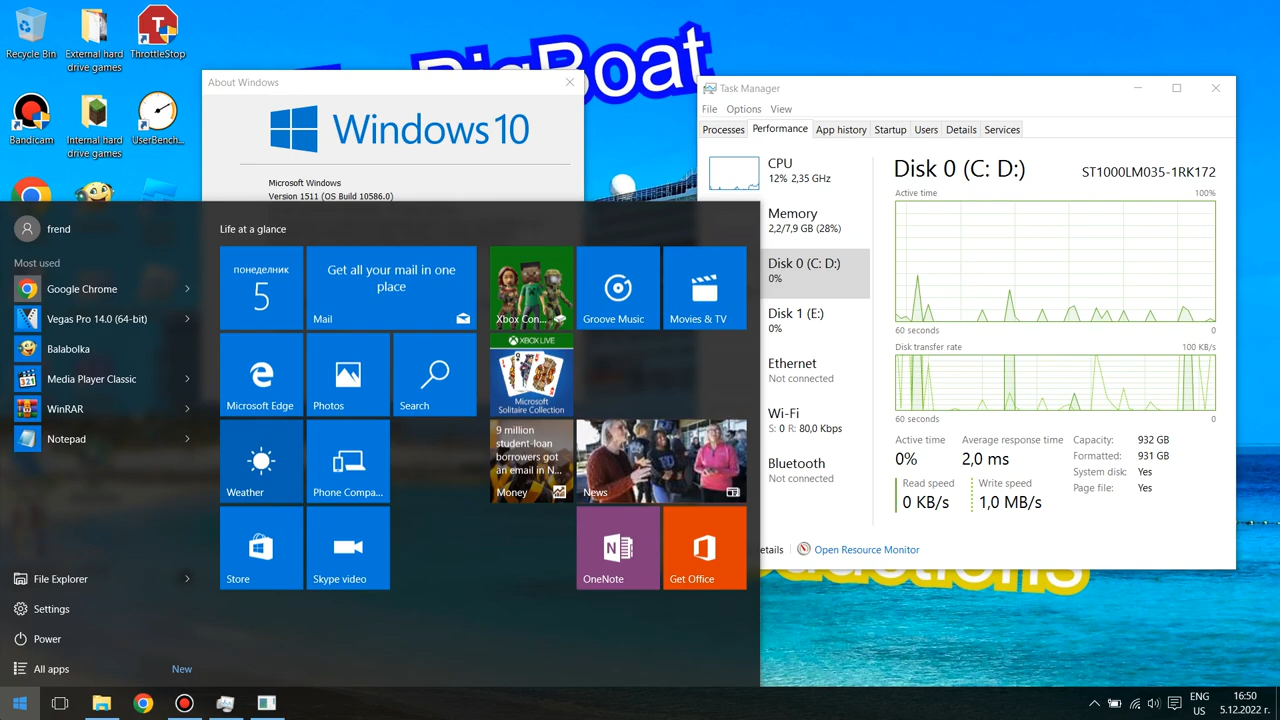 Recycle Bin
External hard
drive games
ThrottleStop
Bandicam
Internal hard
drive games
UserBench...
BigBoat
About Windows
Windows 10
Microsoft Windows
Version 1511 (OS Build 10586.0)
Task Manager
File Options View
Processes Performance App history Startup Users Details Services
CPU
12% 2,35 GHz
Memory
2,2/7,9 GB (28%)
Disk 0 (C: D:)
0%
Disk 1 (E:)
0%
Ethernet
Not connected
Wi-Fi
S: 0 R: 80,0 Kbps
Bluetooth
Not connected
Disk 0 (C: D:)
ST1000LM035-1RK172
Active time 100%
60 seconds 0
Disk transfer rate 100 KB/s
60 seconds 0
Active time
0%
Average response time
2,0 ms
Read speed
0 KB/s
Write speed
1,0 MB/s
Capacity: 932 GB
Formatted: 931 GB
System disk: Yes
Page file: Yes
etails
Open Resource Monitor
frend
Most used
Google Chrome
Vegas Pro 14.0 (64-bit)
Balabolka
Media Player Classic
WinRAR
Notepad
File Explorer
Settings
Power
All apps New
Life at a glance
понеделник
5
Get all your mail in one
place
Mail
Microsoft Edge
Photos
Search
Weather
Phone Compa...
Store
Skype video
Xbox Con...
Groove Music
Movies & TV
XBOX LIVE
Microsoft
Solitaire Collection
9 million
student-loan
borrowers got
an email in N...
Money
News
OneNote
Get Office
ЕНГ
US
16:50
5.12.2022 г.